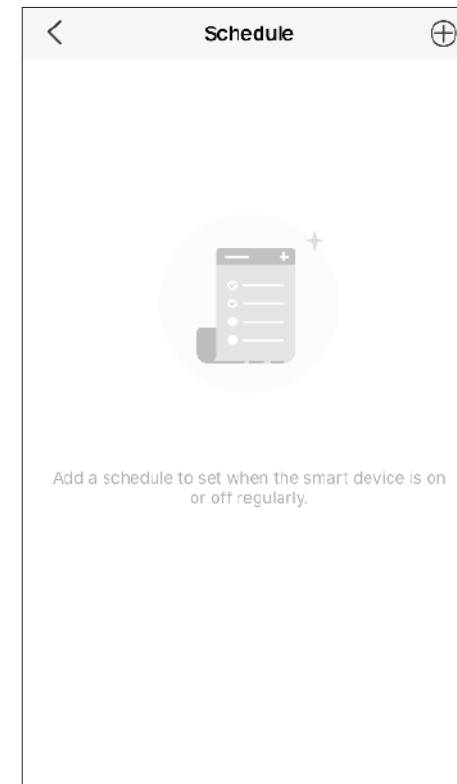 Schedule
Add a schedule to set when the smart device is on
or off regularly.